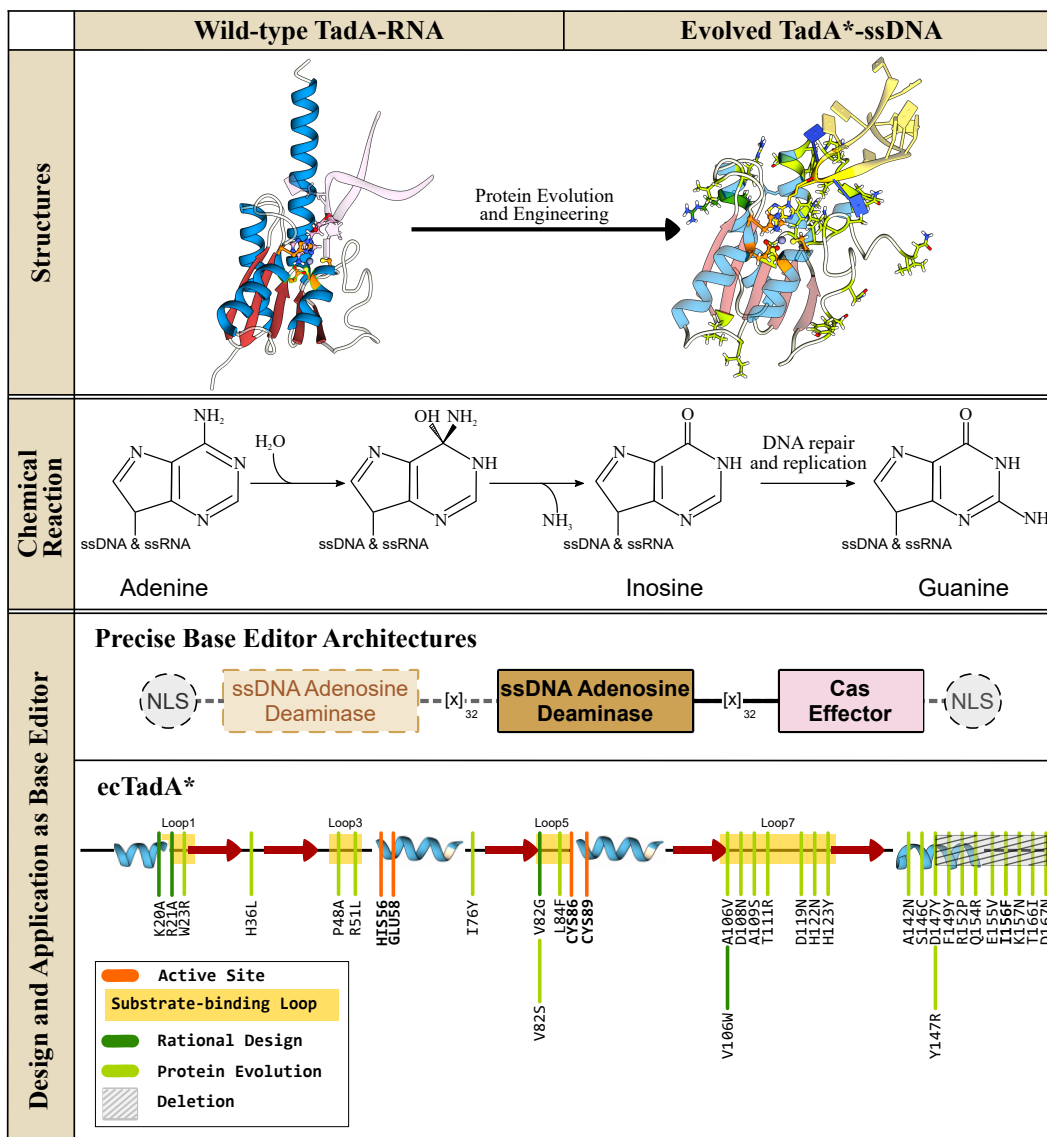 Wild-type TadA-RNA
Evolved TadA*-ssDNA
Structures
Protein Evolution
and Engineering
Chemical
Reaction
NH₂
N
N
N
ssDNA & ssRNA
Adenine
H₂O
OH
NH₂
N
NH
N
ssDNA & ssRNA
NH₃
O
N
NH
N
ssDNA & ssRNA
Inosine
DNA repair
and replication
O
N
NH
N
NH
ssDNA & ssRNA
Guanine
Design and Application as Base Editor
Precise Base Editor Architectures
NLS
ssDNA Adenosine
Deaminase
[x]₃₂
ssDNA Adenosine
Deaminase
[x]₃₂
Cas
Effector
NLS
ecTadA*
Loop1
Loop3
Loop5
Loop7
K20A
R21A
W23R
H36L
P48A
R51L
HIS56
GLU58
I76Y
V82G
L84F
CYS86
CYS89
A106V
D108N
A109S
T111R
D119N
H122N
H123Y
A142N
S146C
D147Y
F149Y
R152P
Q154R
E155V
I156F
K157N
T166I
D167N
V82S
V106W
Y147R
Active Site
Substrate-binding Loop
Rational Design
Protein Evolution
Deletion